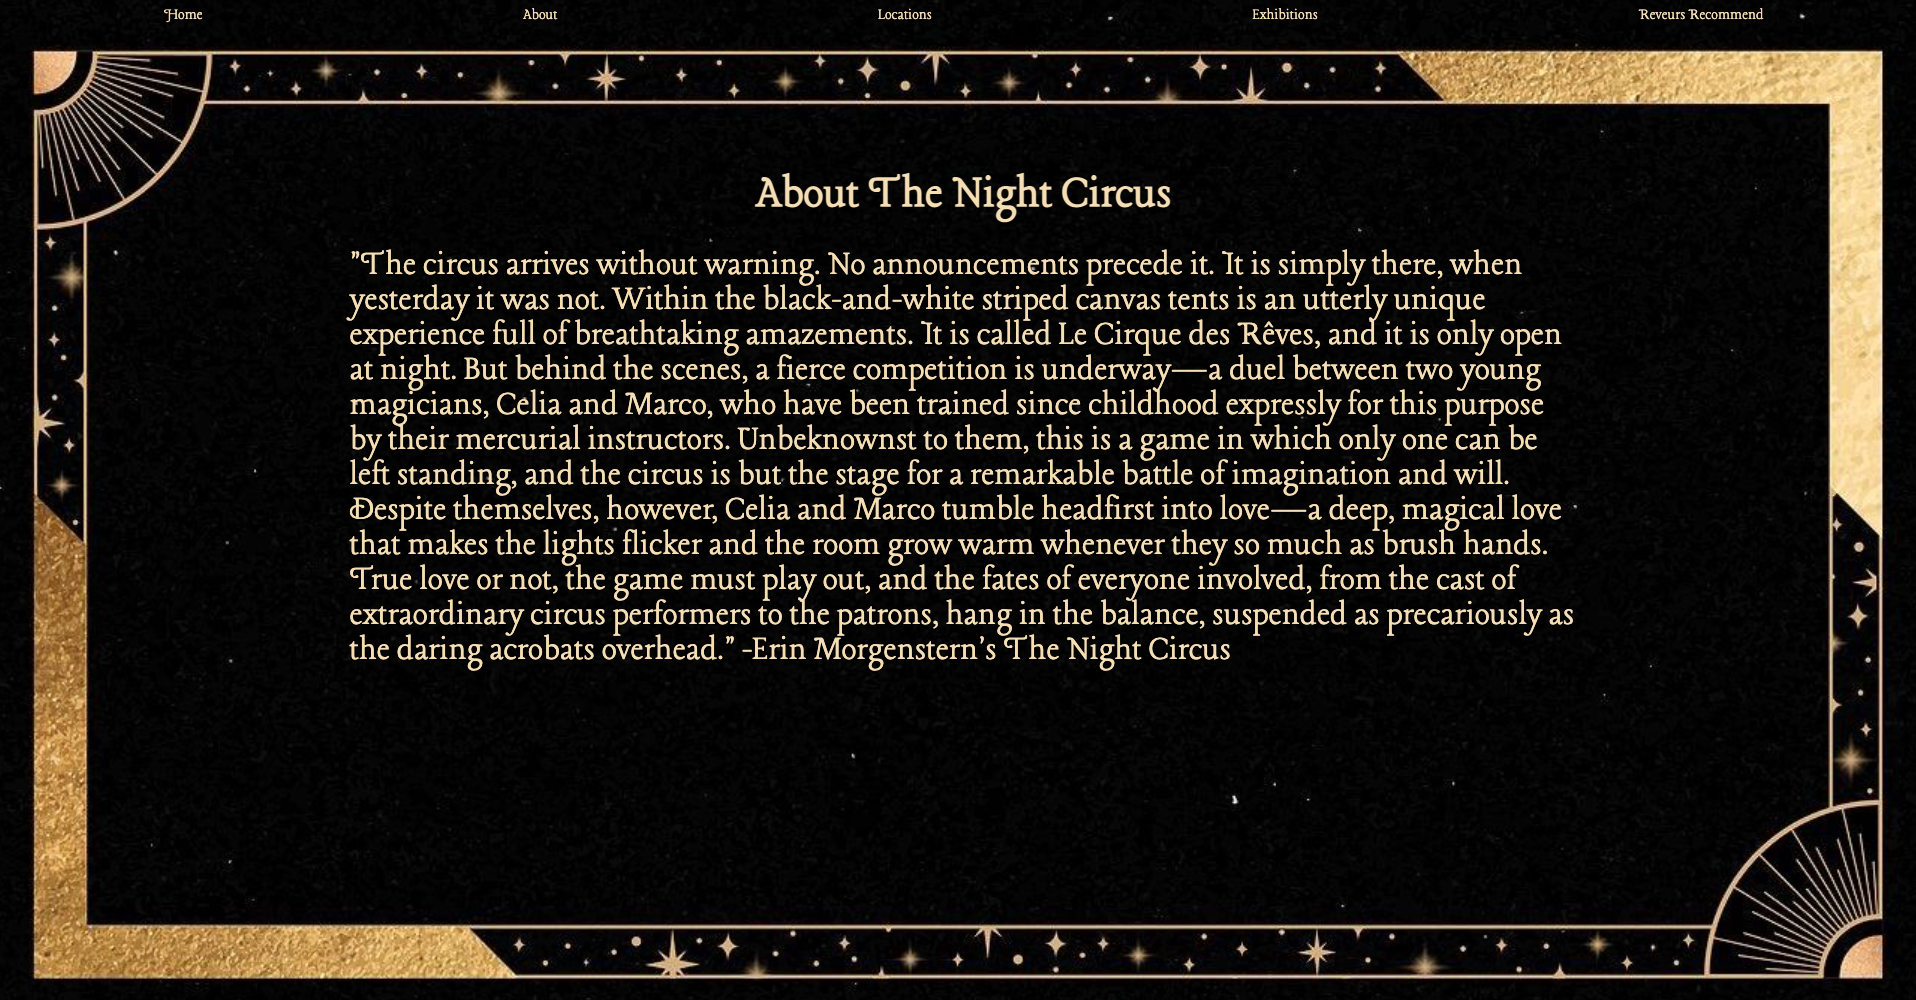 Home About Locations Exhibitions Reveurs Recommend
About The Night Circus
"The circus arrives without warning. No announcements precede it. It is simply there, when
yesterday it was not. Within the black-and-white striped canvas tents is an utterly unique
experience full of breathtaking amazements. It is called Le Cirque des Rêves, and it is only open
at night. But behind the scenes, a fierce competition is underway—a duel between two young
magicians, Celia and Marco, who have been trained since childhood expressly for this purpose
by their mercurial instructors. Unbeknownst to them, this is a game in which only one can be
left standing, and the circus is but the stage for a remarkable battle of imagination and will.
Despite themselves, however, Celia and Marco tumble headfirst into love—a deep, magical love
that makes the lights flicker and the room grow warm whenever they so much as brush hands.
True love or not, the game must play out, and the fates of everyone involved, from the cast of
extraordinary circus performers to the patrons, hang in the balance, suspended as precariously as
the daring acrobats overhead." -Erin Morgenstern's The Night Circus